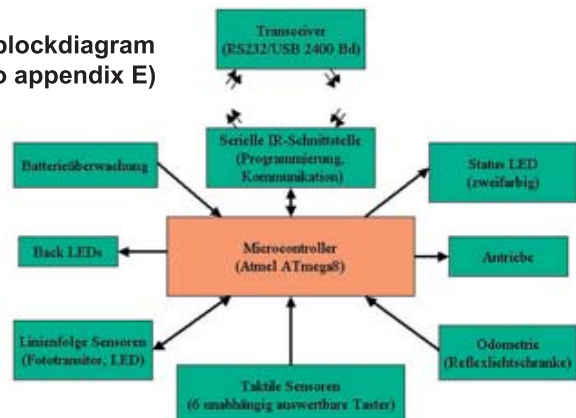 blockdiagram
o appendix E)
Transceiver
(RS232/USB 2400 Bd)
Serielle IR-Schnittstelle
(Programmierung,
Kommunikation)
Batterieüberwachung
Status LED
(zweifarbig)
Back LEDs
Microcontroller
(Atmel ATmega8)
Antriebe
Linienfolge Sensoren
(Fototransitor, LED)
Odometrie
(Reflexlichtschranke)
Taktile Sensoren
(6 unabhängig auswertbare Taster)